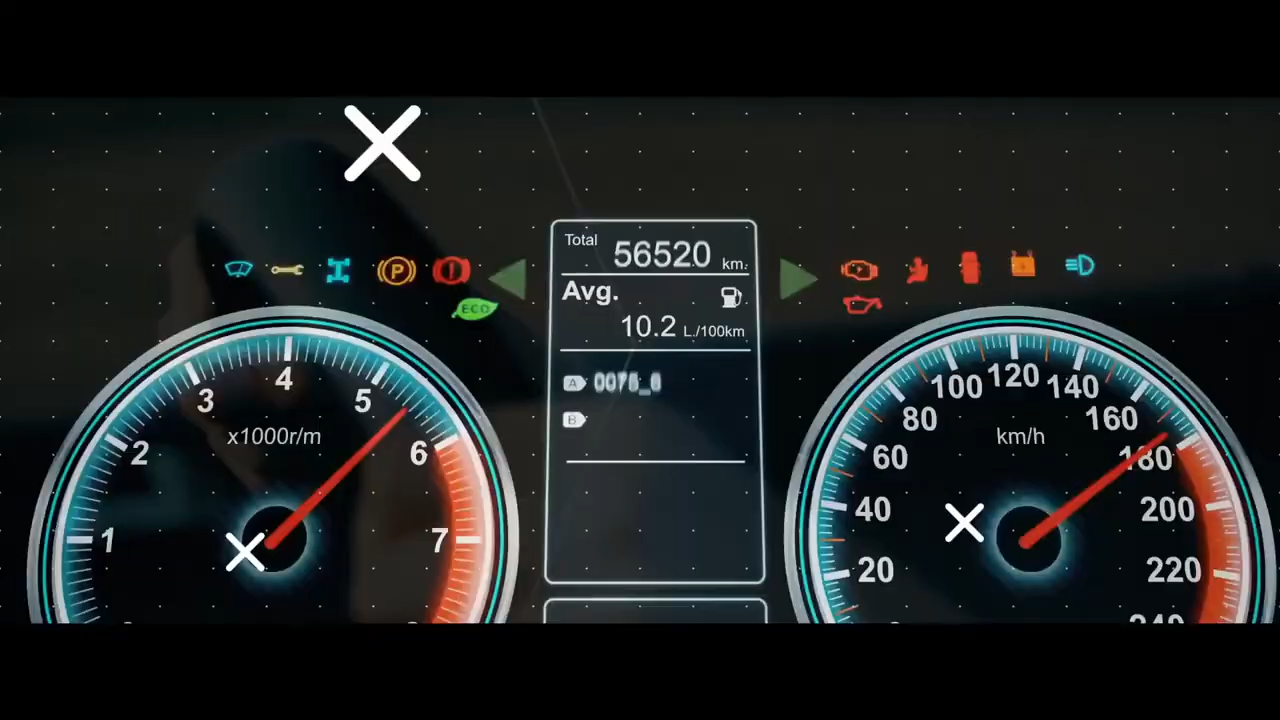 Total 56520 km.
Avg.
10.2 L./100km
A
B
P
ECO
1 2 3 4 5 6 7
x1000r/m
20 40 60 80 100 120 140 160 180 200 220
km/h